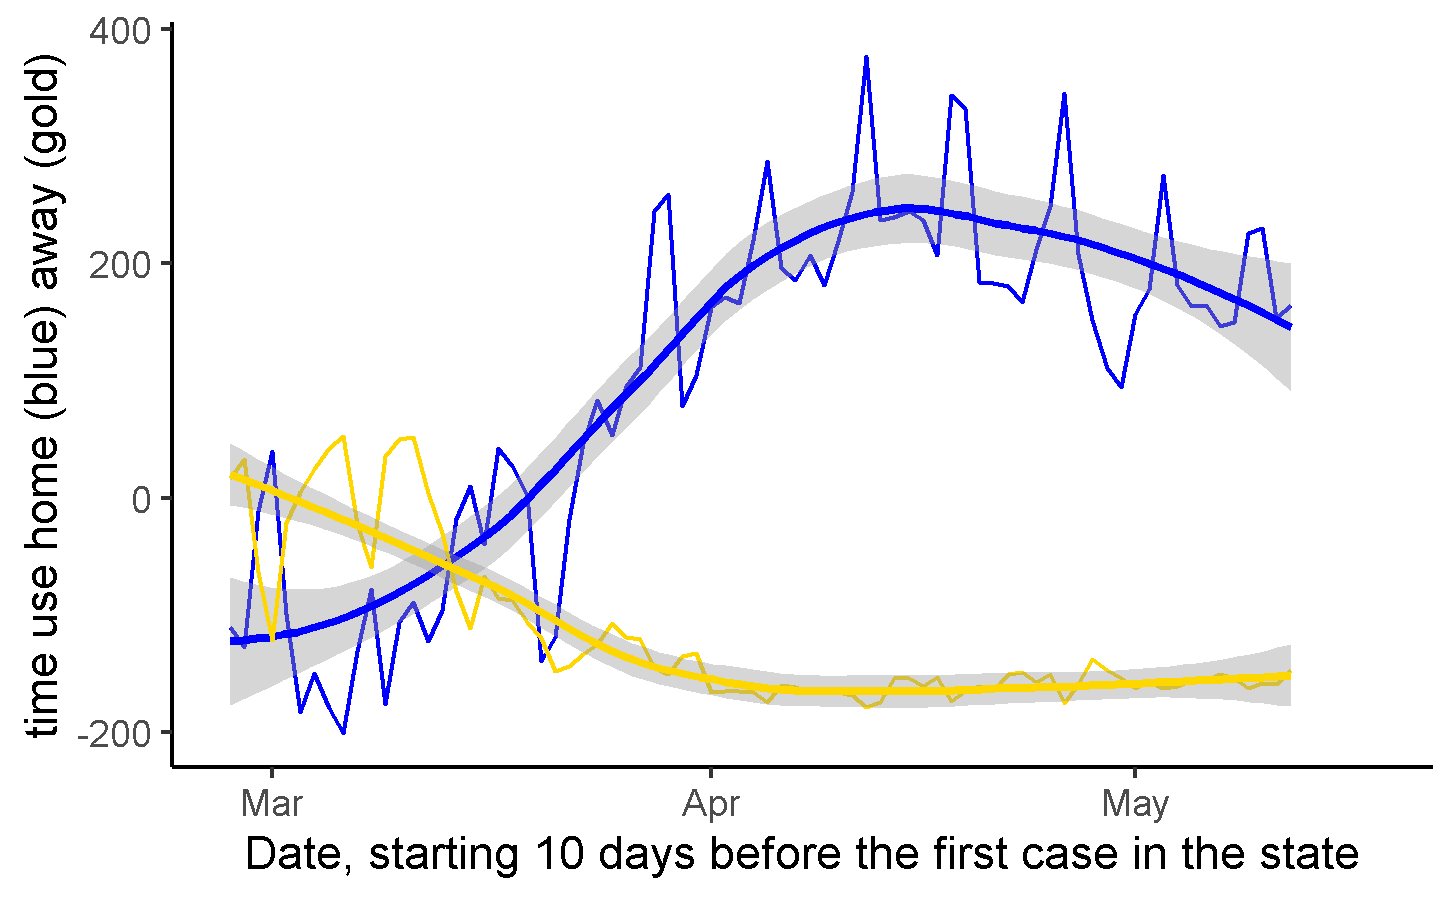 time use home (blue) away (gold)
400
200
0
-200
Mar
Apr
May
Date, starting 10 days before the first case in the state